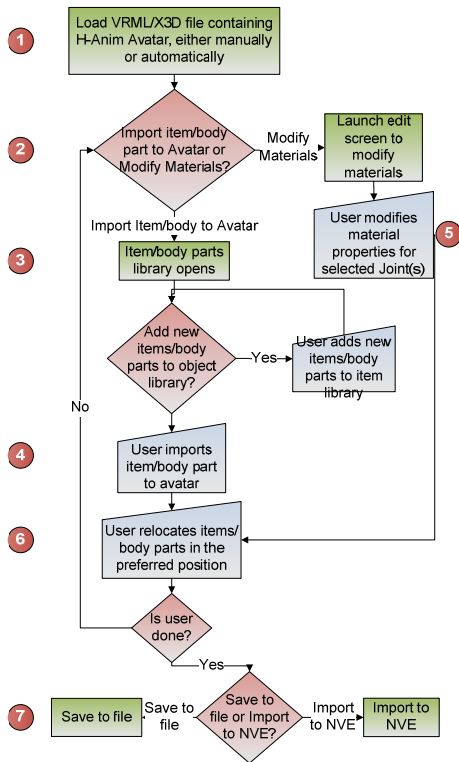 1
Load VRML/X3D file containing
H-Anim Avatar, either manually
or automatically
2
Import item/body
part to Avatar or
Modify Materials?
Modify
Materials
Launch edit
screen to
modify
materials
Import Item/body to Avatar
User modifies
material
properties for
selected Joint(s)
5
3
Item/body parts
library opens
Add new
items/body
parts to object
library?
Yes
User adds new
items/body
parts to item
library
No
4
User imports
item/body part
to avatar
6
User relocates items/
body parts in the
preferred position
Is user
done?
Yes
7
Save to file
Save to
file
Save to
file or Import
to NVE?
Import
to NVE
Import to
NVE